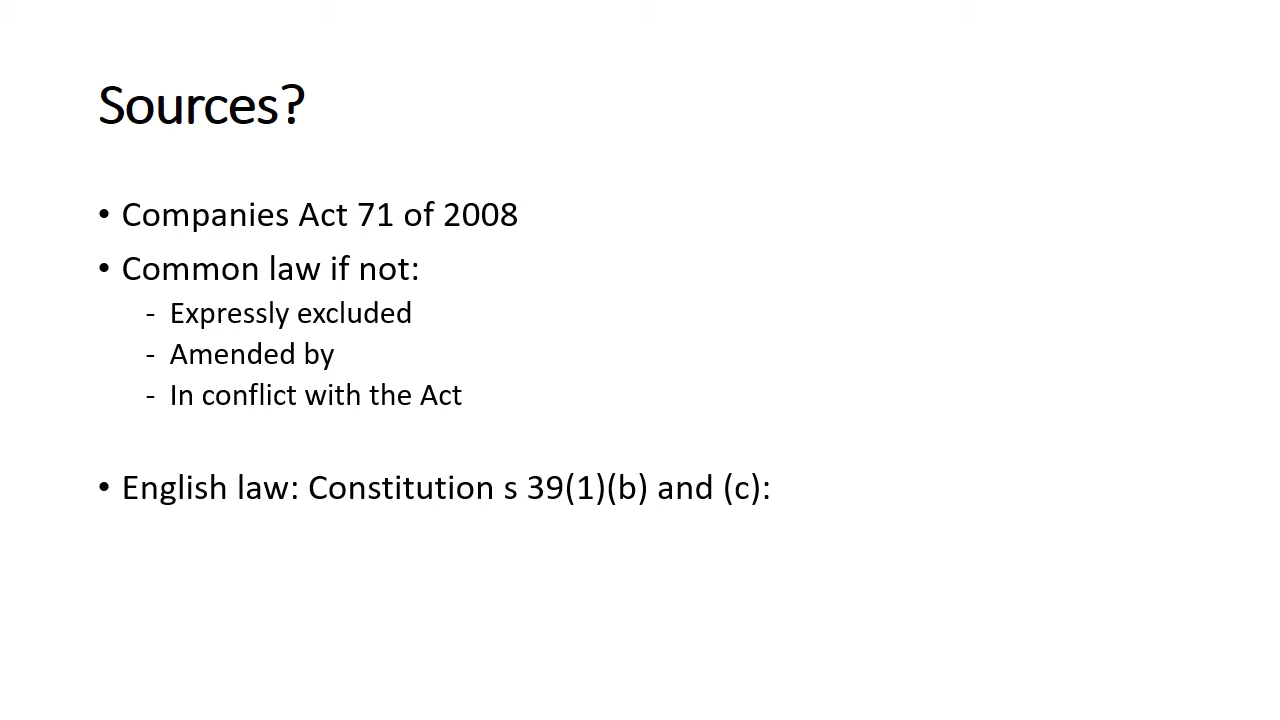 Sources?
• Companies Act 71 of 2008
• Common law if not:
- Expressly excluded
- Amended by
- In conflict with the Act
• English law: Constitution s 39(1)(b) and (c):